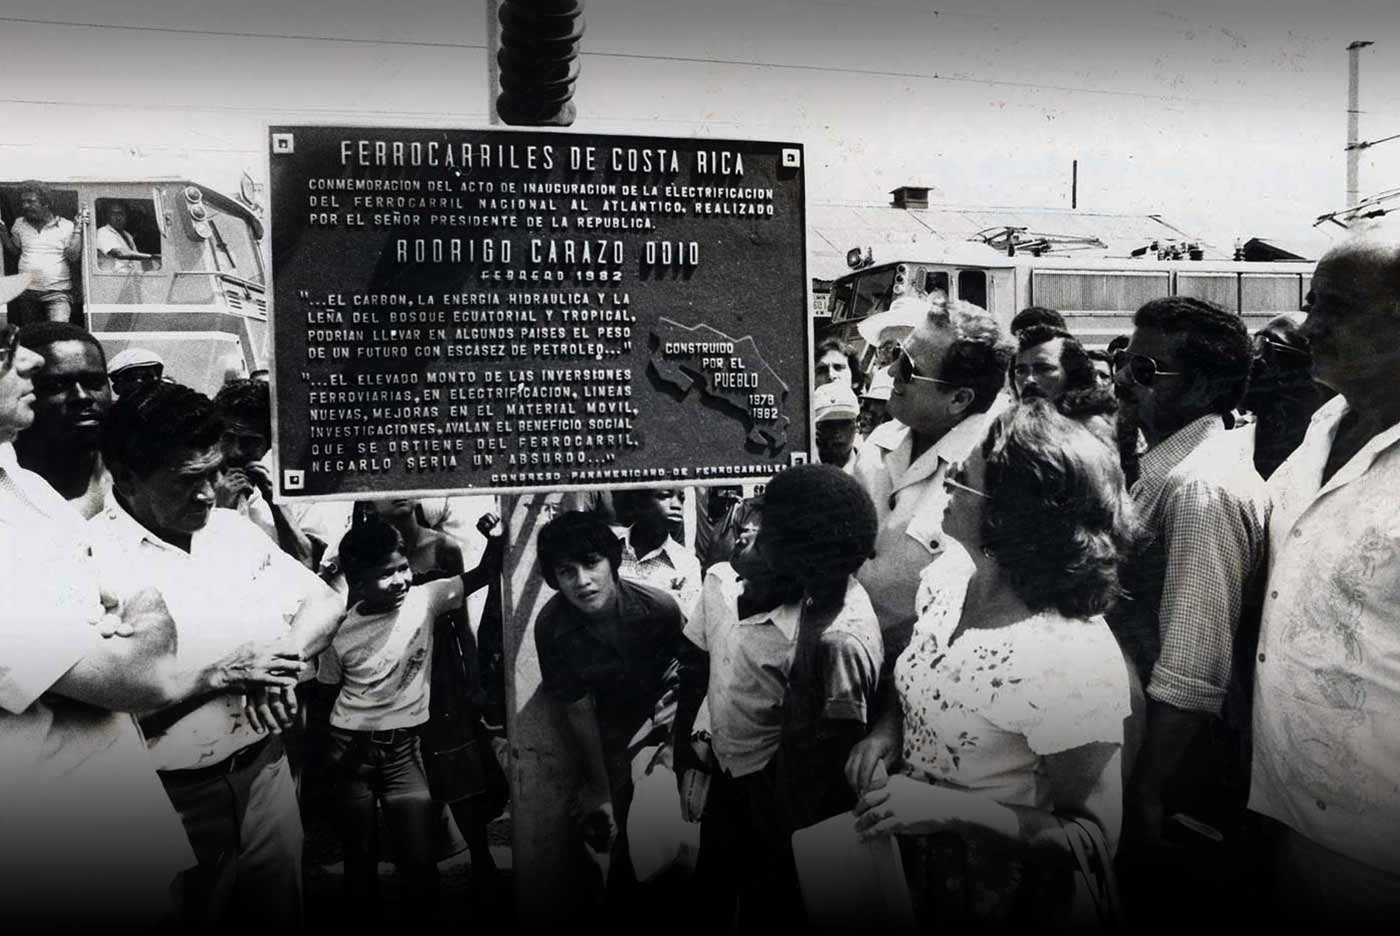 FERROCARRILES DE COSTA RICA
CONMEMORACION DEL ACTO DE INAUGURACION DE LA ELECTRIFICACION
DEL FERROCARRIL NACIONAL AL ATLANTICO, REALIZADO
POR EL SEÑOR PRESIDENTE DE LA REPUBLICA.
RODRIGO CARAZO ODIO
FEBRERO 1982
"...EL CARBON, LA ENERGIA HIDRAULICA Y LA
LEÑA DEL BOSQUE ECUATORIAL Y TROPICAL,
PODRIAN LLEVAR EN ALGUNOS PAISES EL PESO
DE UN FUTURO CON ESCASEZ DE PETROLEO..."
"...EL ELEVADO MONTO DE LAS INVERSIONES
FERROVIARIAS, EN ELECTRIFICACION, LINEAS
NUEVAS, MEJORAS EN EL MATERIAL MOVIL,
INVESTIGACIONES, AVALAN EL BENEFICIO SOCIAL
QUE SE OBTIENE DEL FERROCARRIL.
NEGARLO SERIA UN ABSURDO..."
CONGRESO PANAMERICANO DE FERROCARRILES
CONSTRUIDO
POR EL
PUEBLO
1978
1982